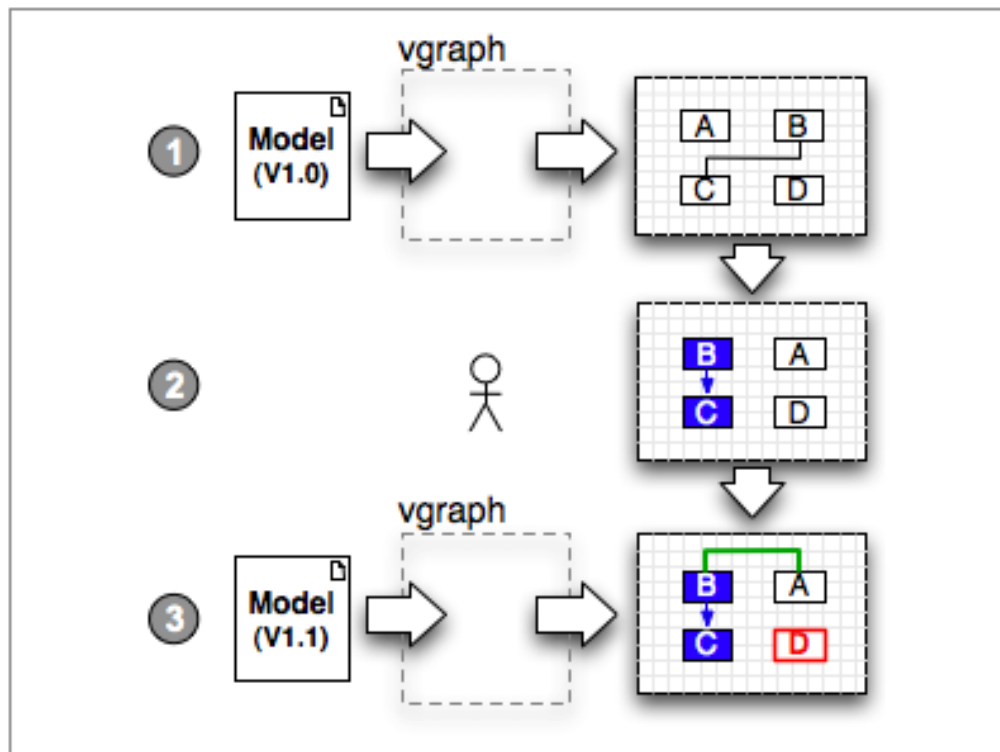 vgraph
1
Model
(V1.0)
A B
C D
2
B A
C D
vgraph
3
Model
(V1.1)
B A
C D